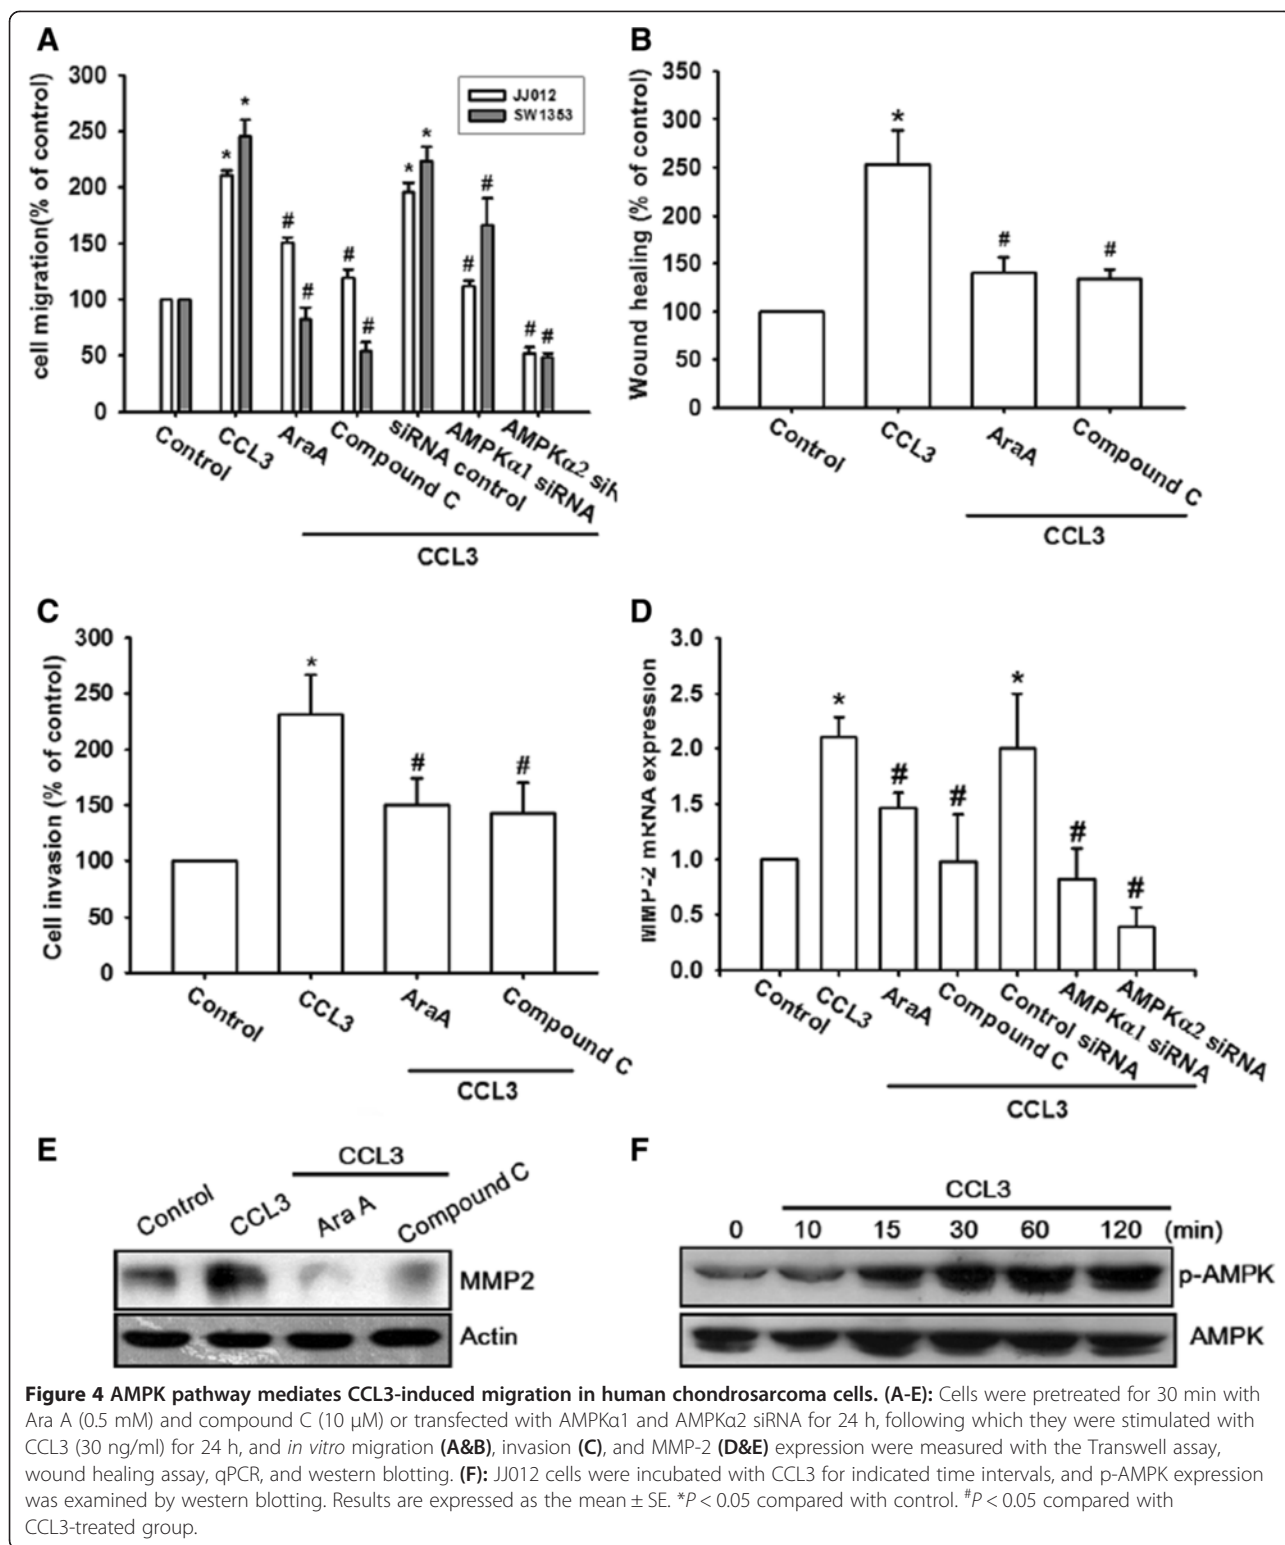 A
300
250
200
150
100
50
0
cell migration(% of control)
JJ012
SW1353
*
*
#
#
#
#
*
*
#
#
#
#
Control
CCL3
AraA
Compound C
siRNA control
AMPKα1 siRNA
AMPKα2
CCL3
B
350
300
250
200
150
100
50
0
Wound healing (% of control)
*
#
#
Control
CCL3
AraA
Compound C
CCL3
C
300
250
200
150
100
50
0
Cell invasion (% of control)
*
#
#
Control
CCL3
AraA
Compound C
CCL3
D
3.0
2.5
2.0
1.5
1.0
0.5
0.0
MMP-2 mRNA expression
*
#
#
*
#
#
Control
CCL3
AraA
Compound C
Control siRNA
AMPKα1 siRNA
AMPKα2 siRNA
CCL3
E
CCL3
Control
CCL3
Ara A
Compound C
MMP2
Actin
F
CCL3
0 10 15 30 60 120 (min)
p-AMPK
AMPK
Figure 4 AMPK pathway mediates CCL3-induced migration in human chondrosarcoma cells. (A-E): Cells were pretreated for 30 min with
Ara A (0.5 mM) and compound C (10 μM) or transfected with AMPKα1 and AMPKα2 siRNA for 24 h, following which they were stimulated with
CCL3 (30 ng/ml) for 24 h, and in vitro migration (A&B), invasion (C), and MMP-2 (D&E) expression were measured with the Transwell assay,
wound healing assay, qPCR, and western blotting. (F): JJ012 cells were incubated with CCL3 for indicated time intervals, and p-AMPK expression
was examined by western blotting. Results are expressed as the mean ± SE. *P < 0.05 compared with control. #P < 0.05 compared with
CCL3-treated group.